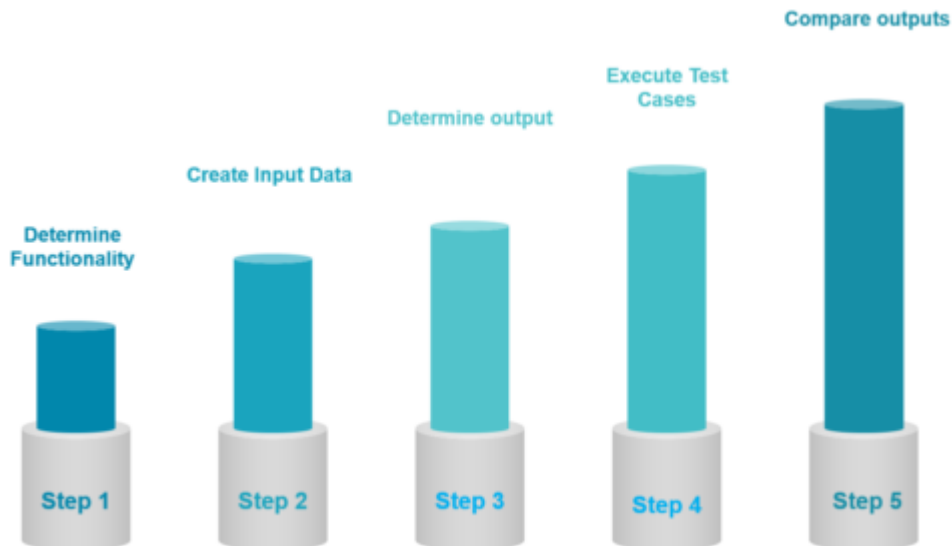 Determine
Functionality
Create Input Data
Determine output
Execute Test
Cases
Compare outputs
Step 1
Step 2
Step 3
Step 4
Step 5